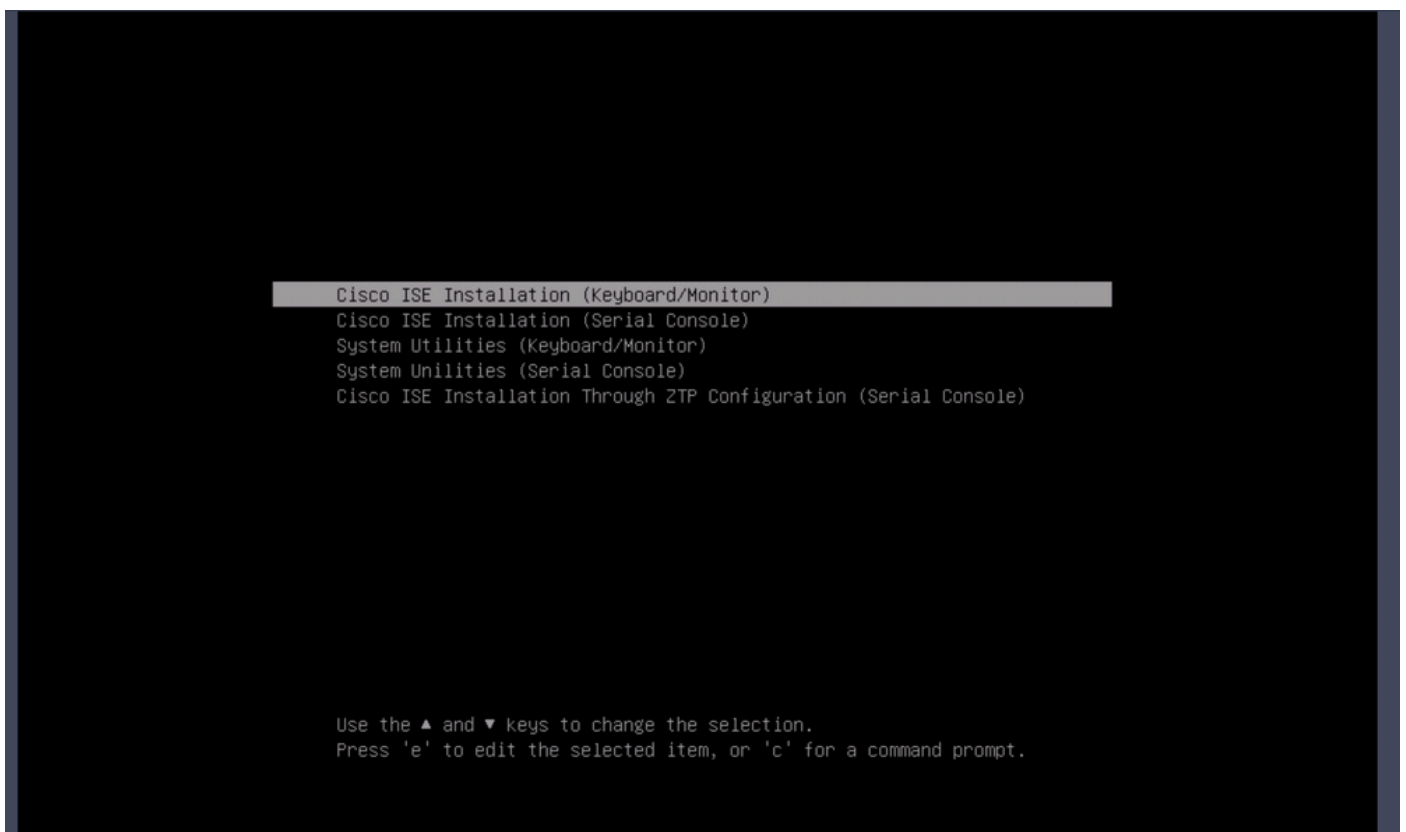 Cisco ISE Installation (Keyboard/Monitor)
Cisco ISE Installation (Serial Console)
System Utilities (Keyboard/Monitor)
System Unilities (Serial Console)
Cisco ISE Installation Through ZTP Configuration (Serial Console)
Use the ▲ and ▼ keys to change the selection.
Press 'e' to edit the selected item, or 'c' for a command prompt.